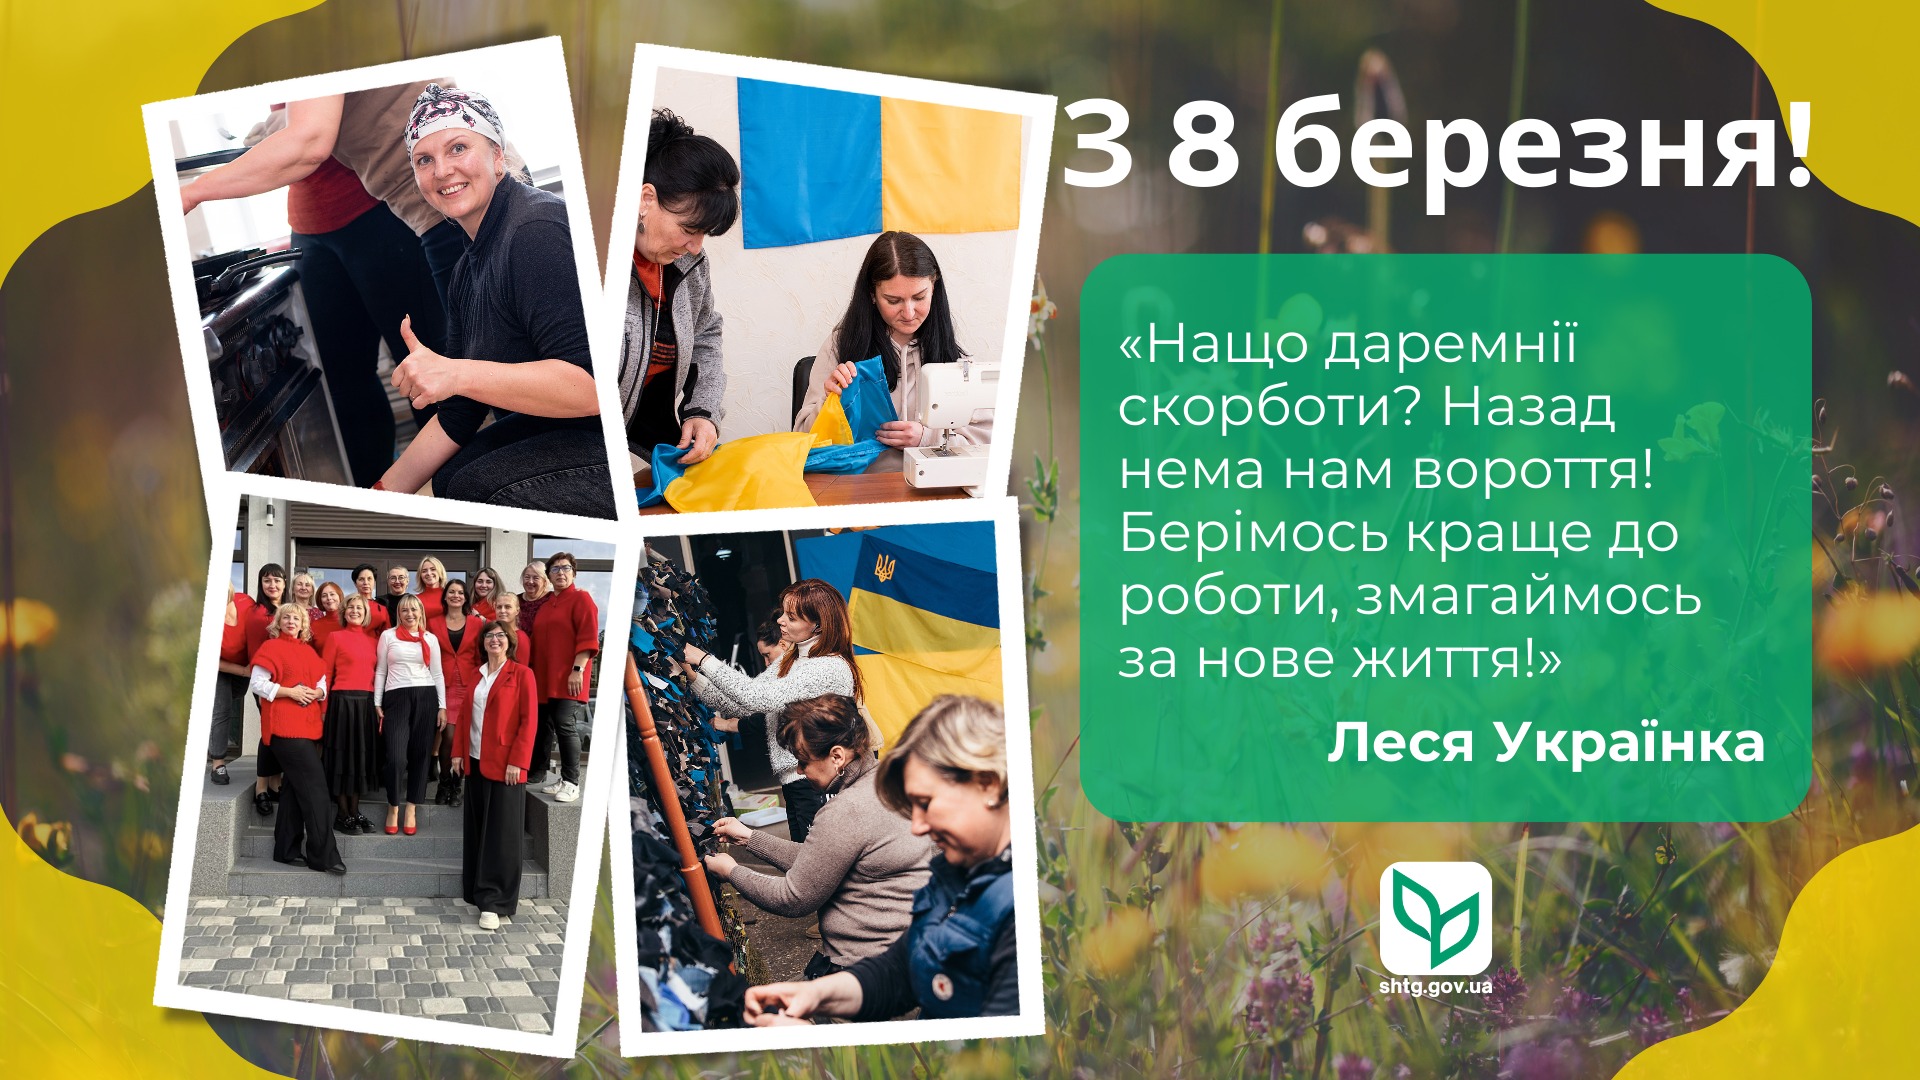 З 8 березня!
«Нащо даремнії
скорботи? Назад
нема нам вороття!
Берімось краще до
роботи, змагаймось
за нове життя!»
Леся Українка
shtg.gov.ua